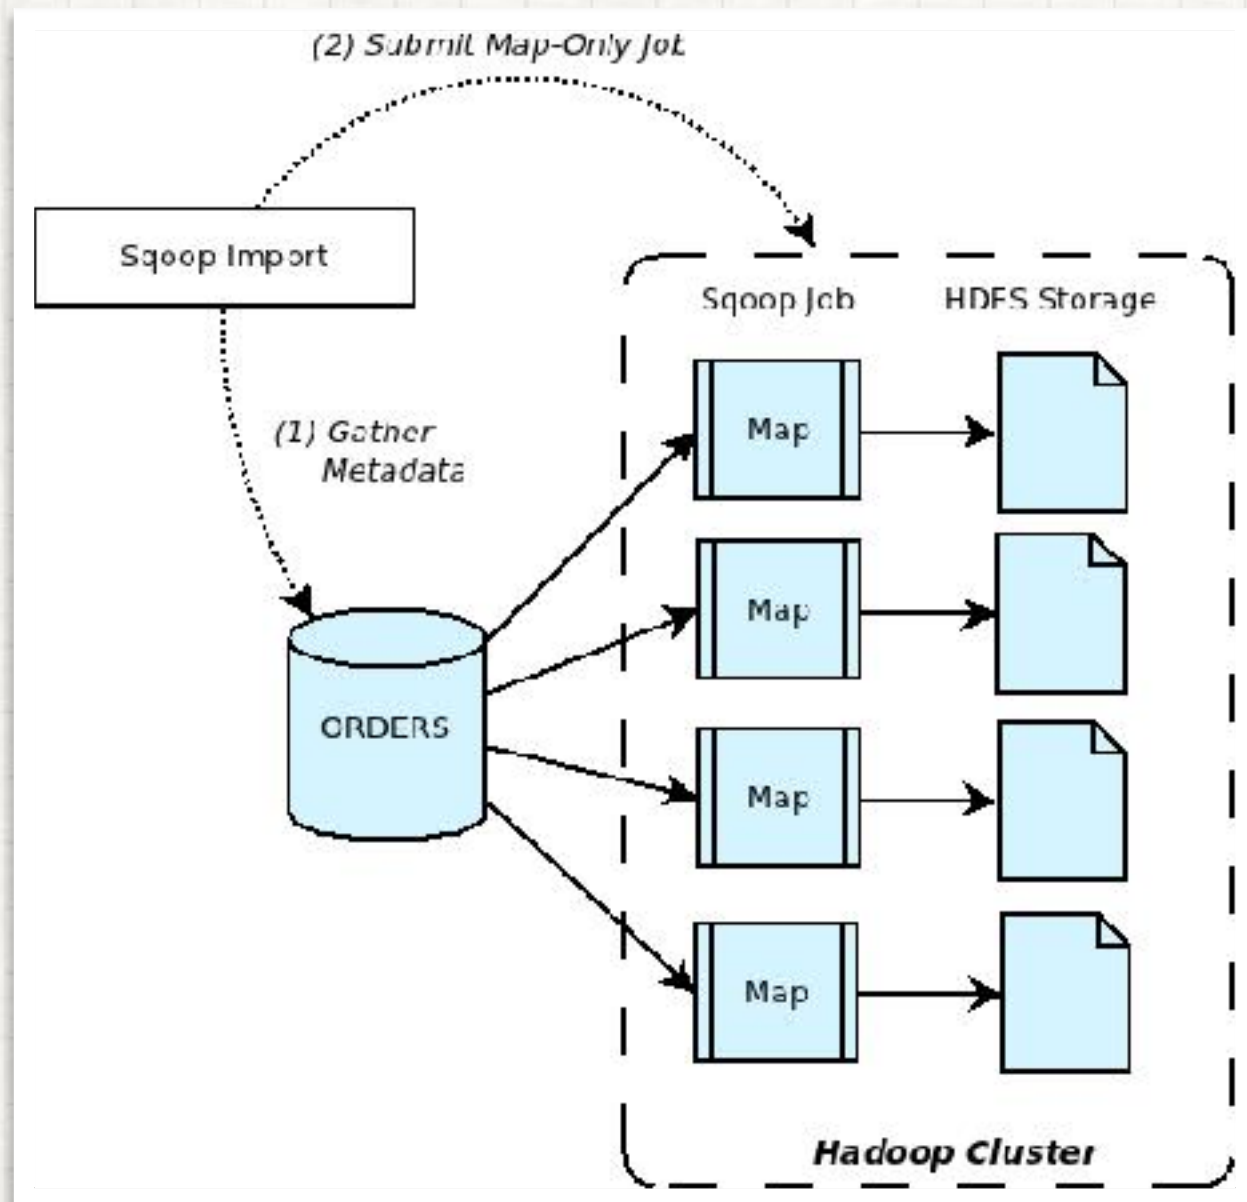 (2) Submit Map-Only Job
Sqoop Import
Sqoop Job
HDFS Storage
(1) Gather
Metadata
Map
Map
ORDERS
Map
Map
Hadoop Cluster